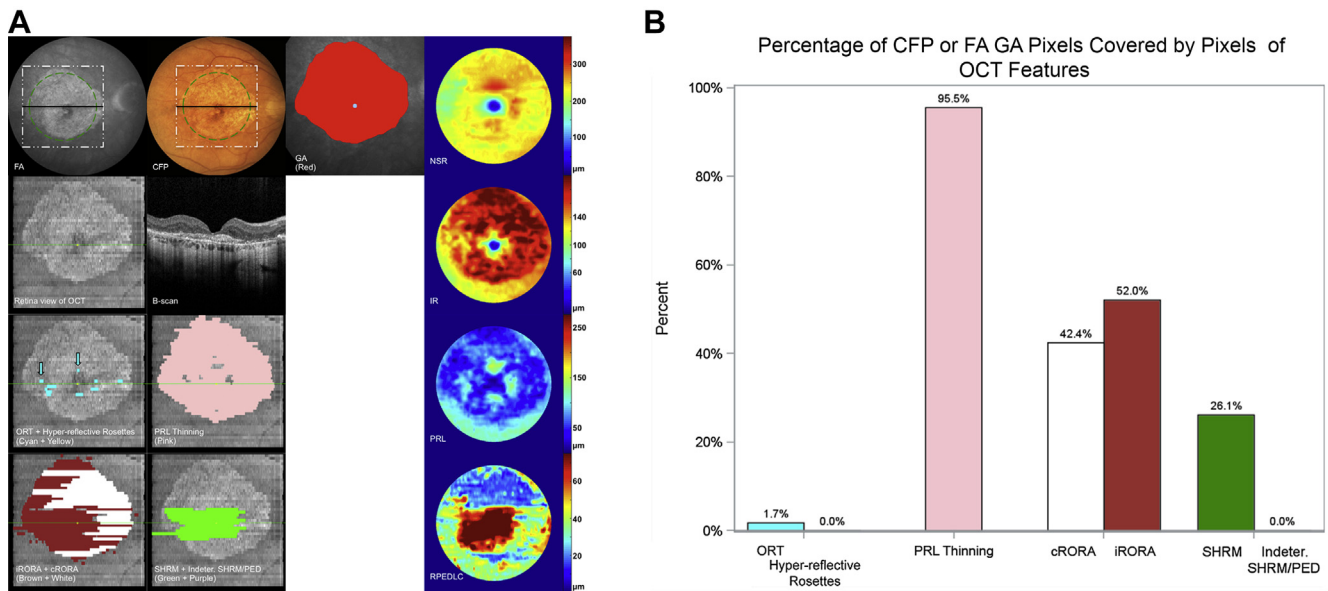 A
FA
CFP
GA
(Red)
NSR
300
200
100
µm
Retina view of OCT
B-scan
IR
140
100
60
µm
ORT + Hyper-reflective Rosettes
(Cyan + Yellow)
PRL Thinning
(Pink)
PRL
250
200
150
100
50
µm
iRORA + cRORA
(Brown + White)
SHRM + Indeter. SHRM/PED
(Green + Purple)
RPEDLC
60
40
20
µm
B
Percentage of CFP or FA GA Pixels Covered by Pixels of
OCT Features
Percent
100%
80%
60%
40%
20%
0%
1.7%
0.0%
95.5%
42.4%
52.0%
26.1%
0.0%
ORT
Hyper-reflective
Rosettes
PRL Thinning
cRORA
iRORA
SHRM
Indeter.
SHRM/PED